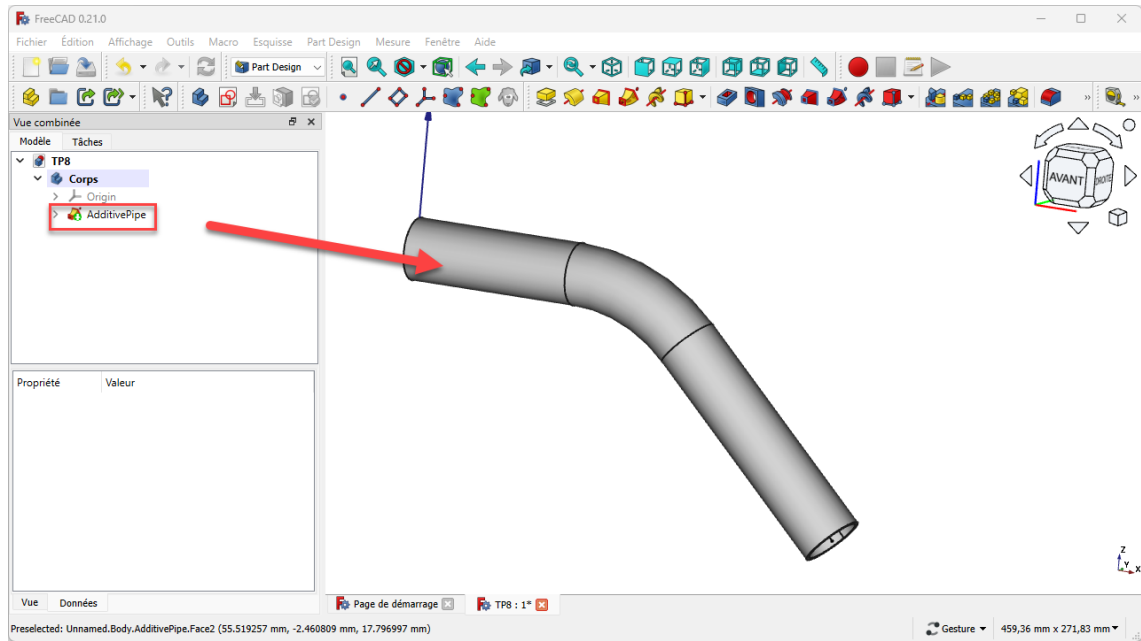 FreeCAD 0.21.0
Fichier Édition Affichage Outils Macro Esquisse Part Design Mesure Fenêtre Aide
Part Design
Vue combinée
Modèle Tâches
TP8
Corps
Origin
AdditivePipe
AVANT
DROITE
Propriété Valeur
Z
Y
X
Vue Données
Page de démarrage
TP8 : 1*
Preselected: Unnamed.Body.AdditivePipe.Face2 (55.519257 mm, -2.460809 mm, 17.796997 mm)
Gesture
459,36 mm x 271,83 mm